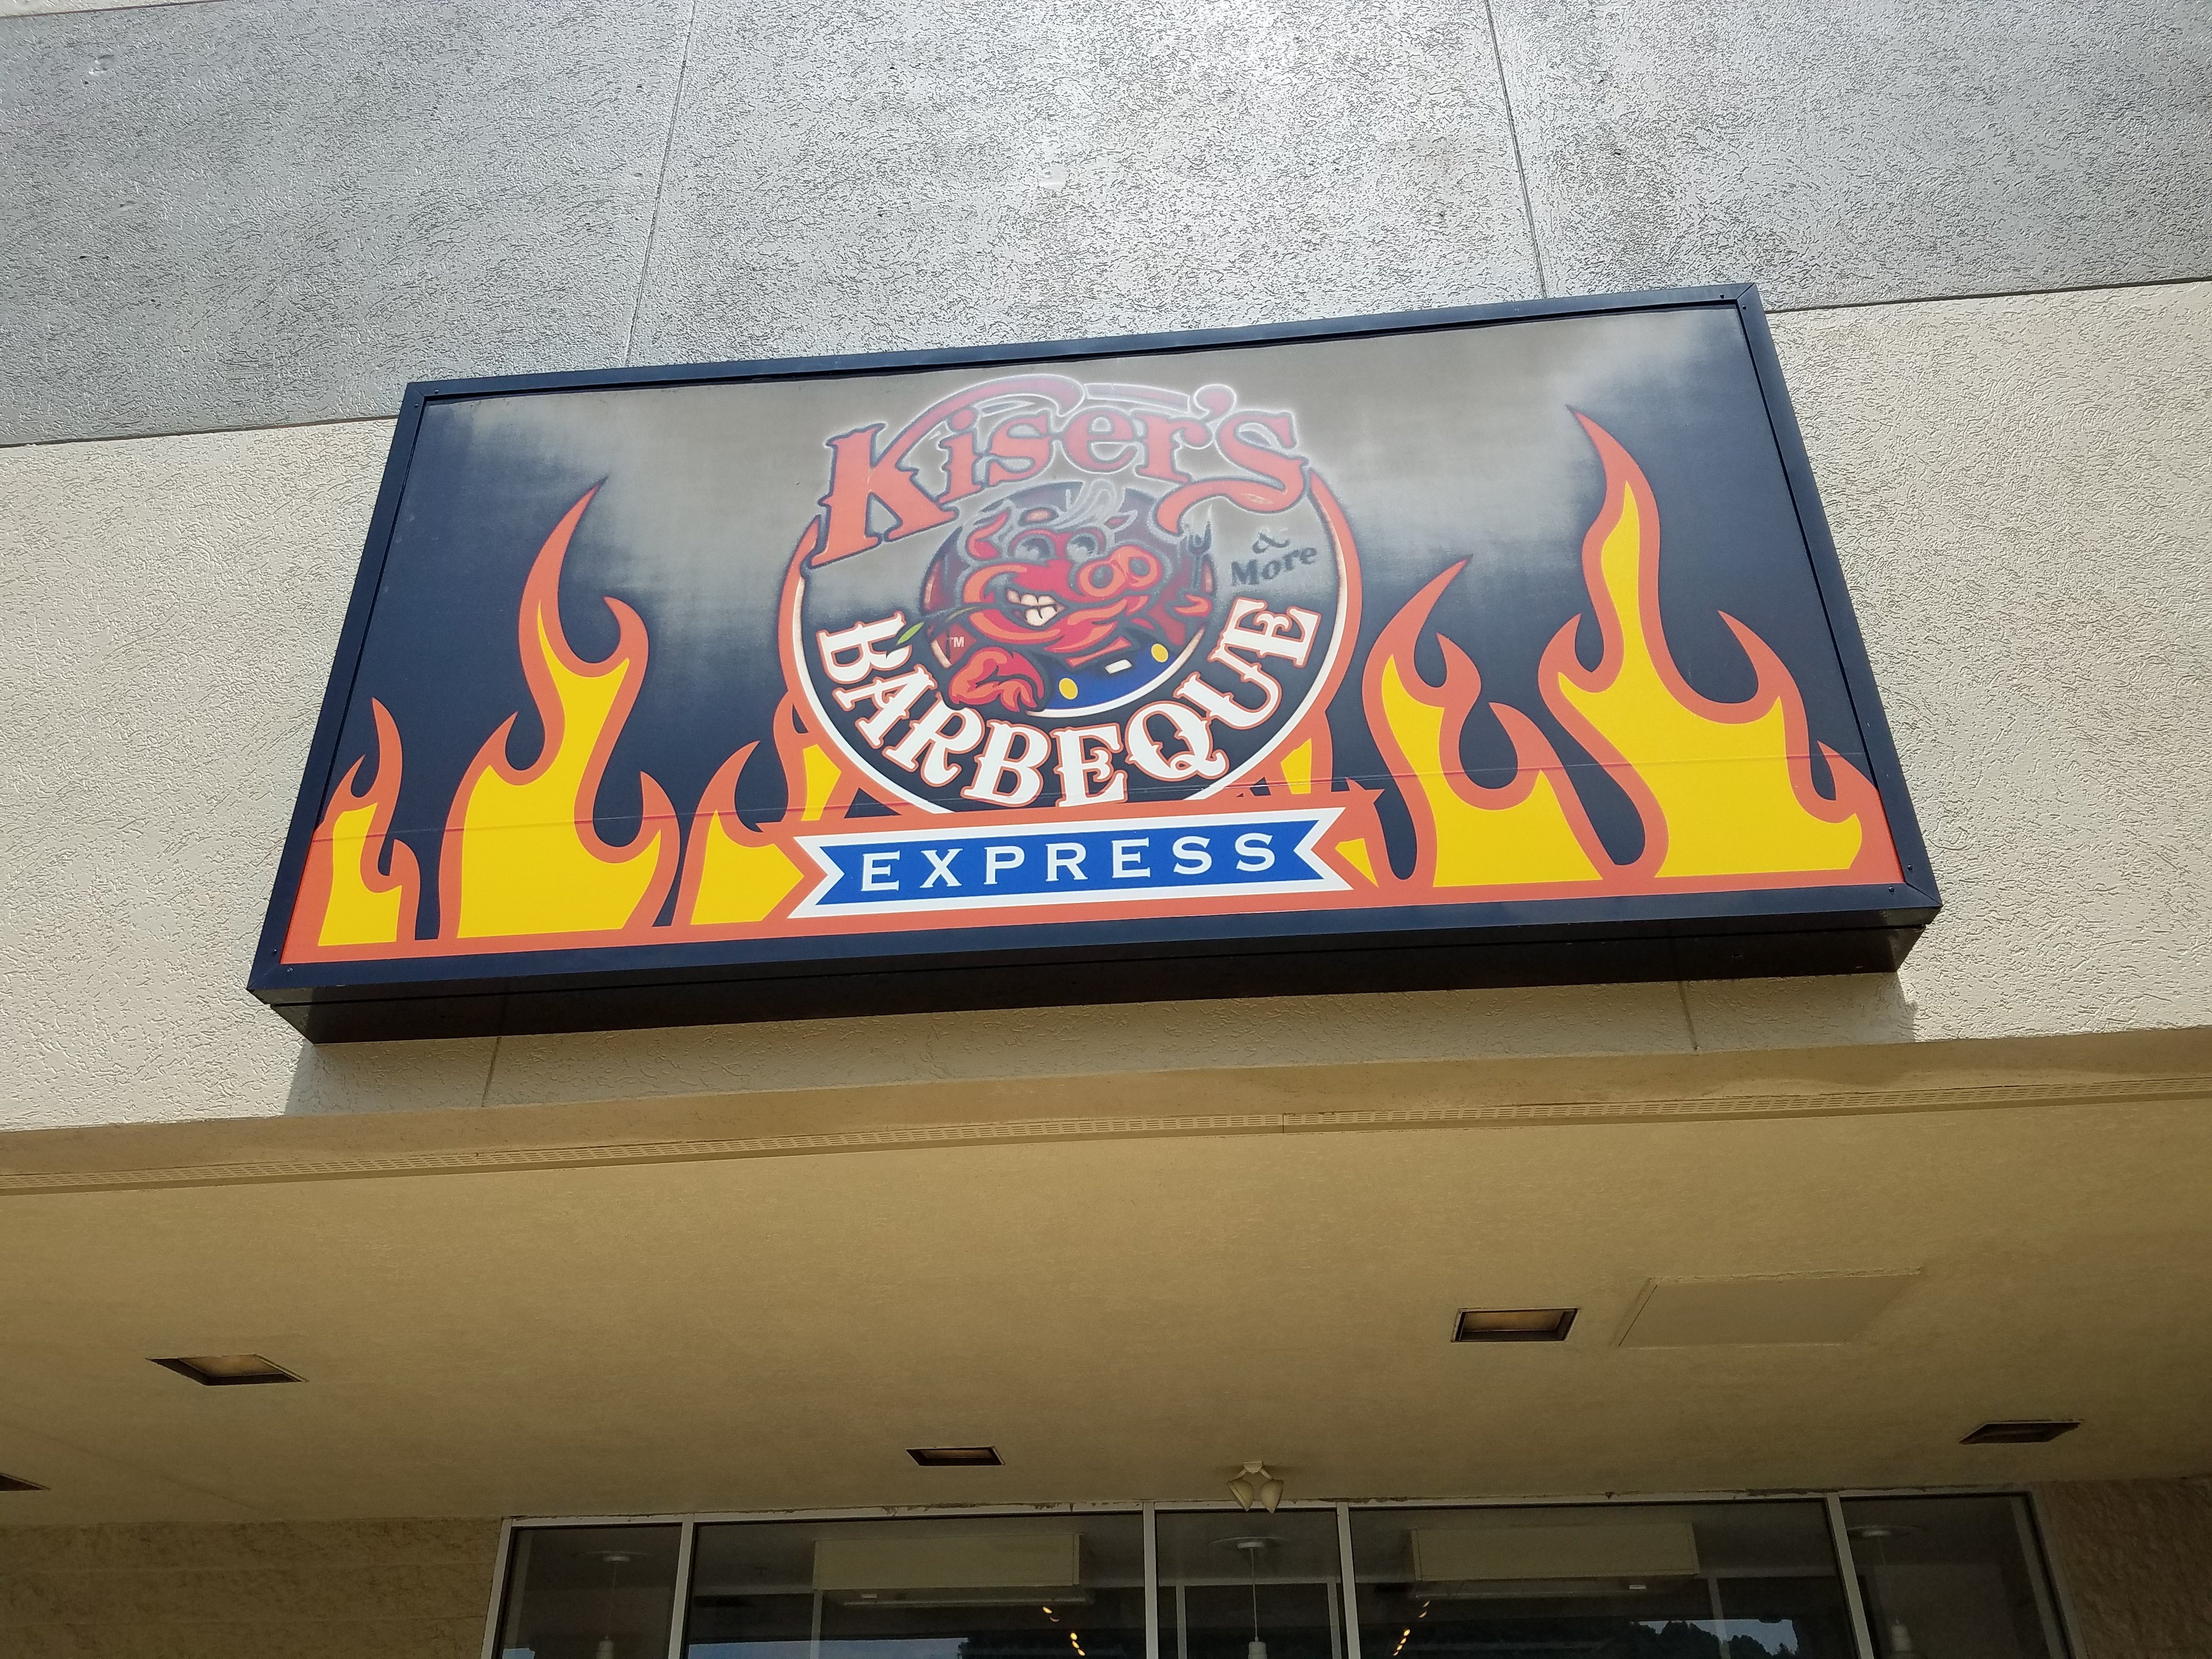 Kiser's
& 
More
TM
BARBEQUE
EXPRESS